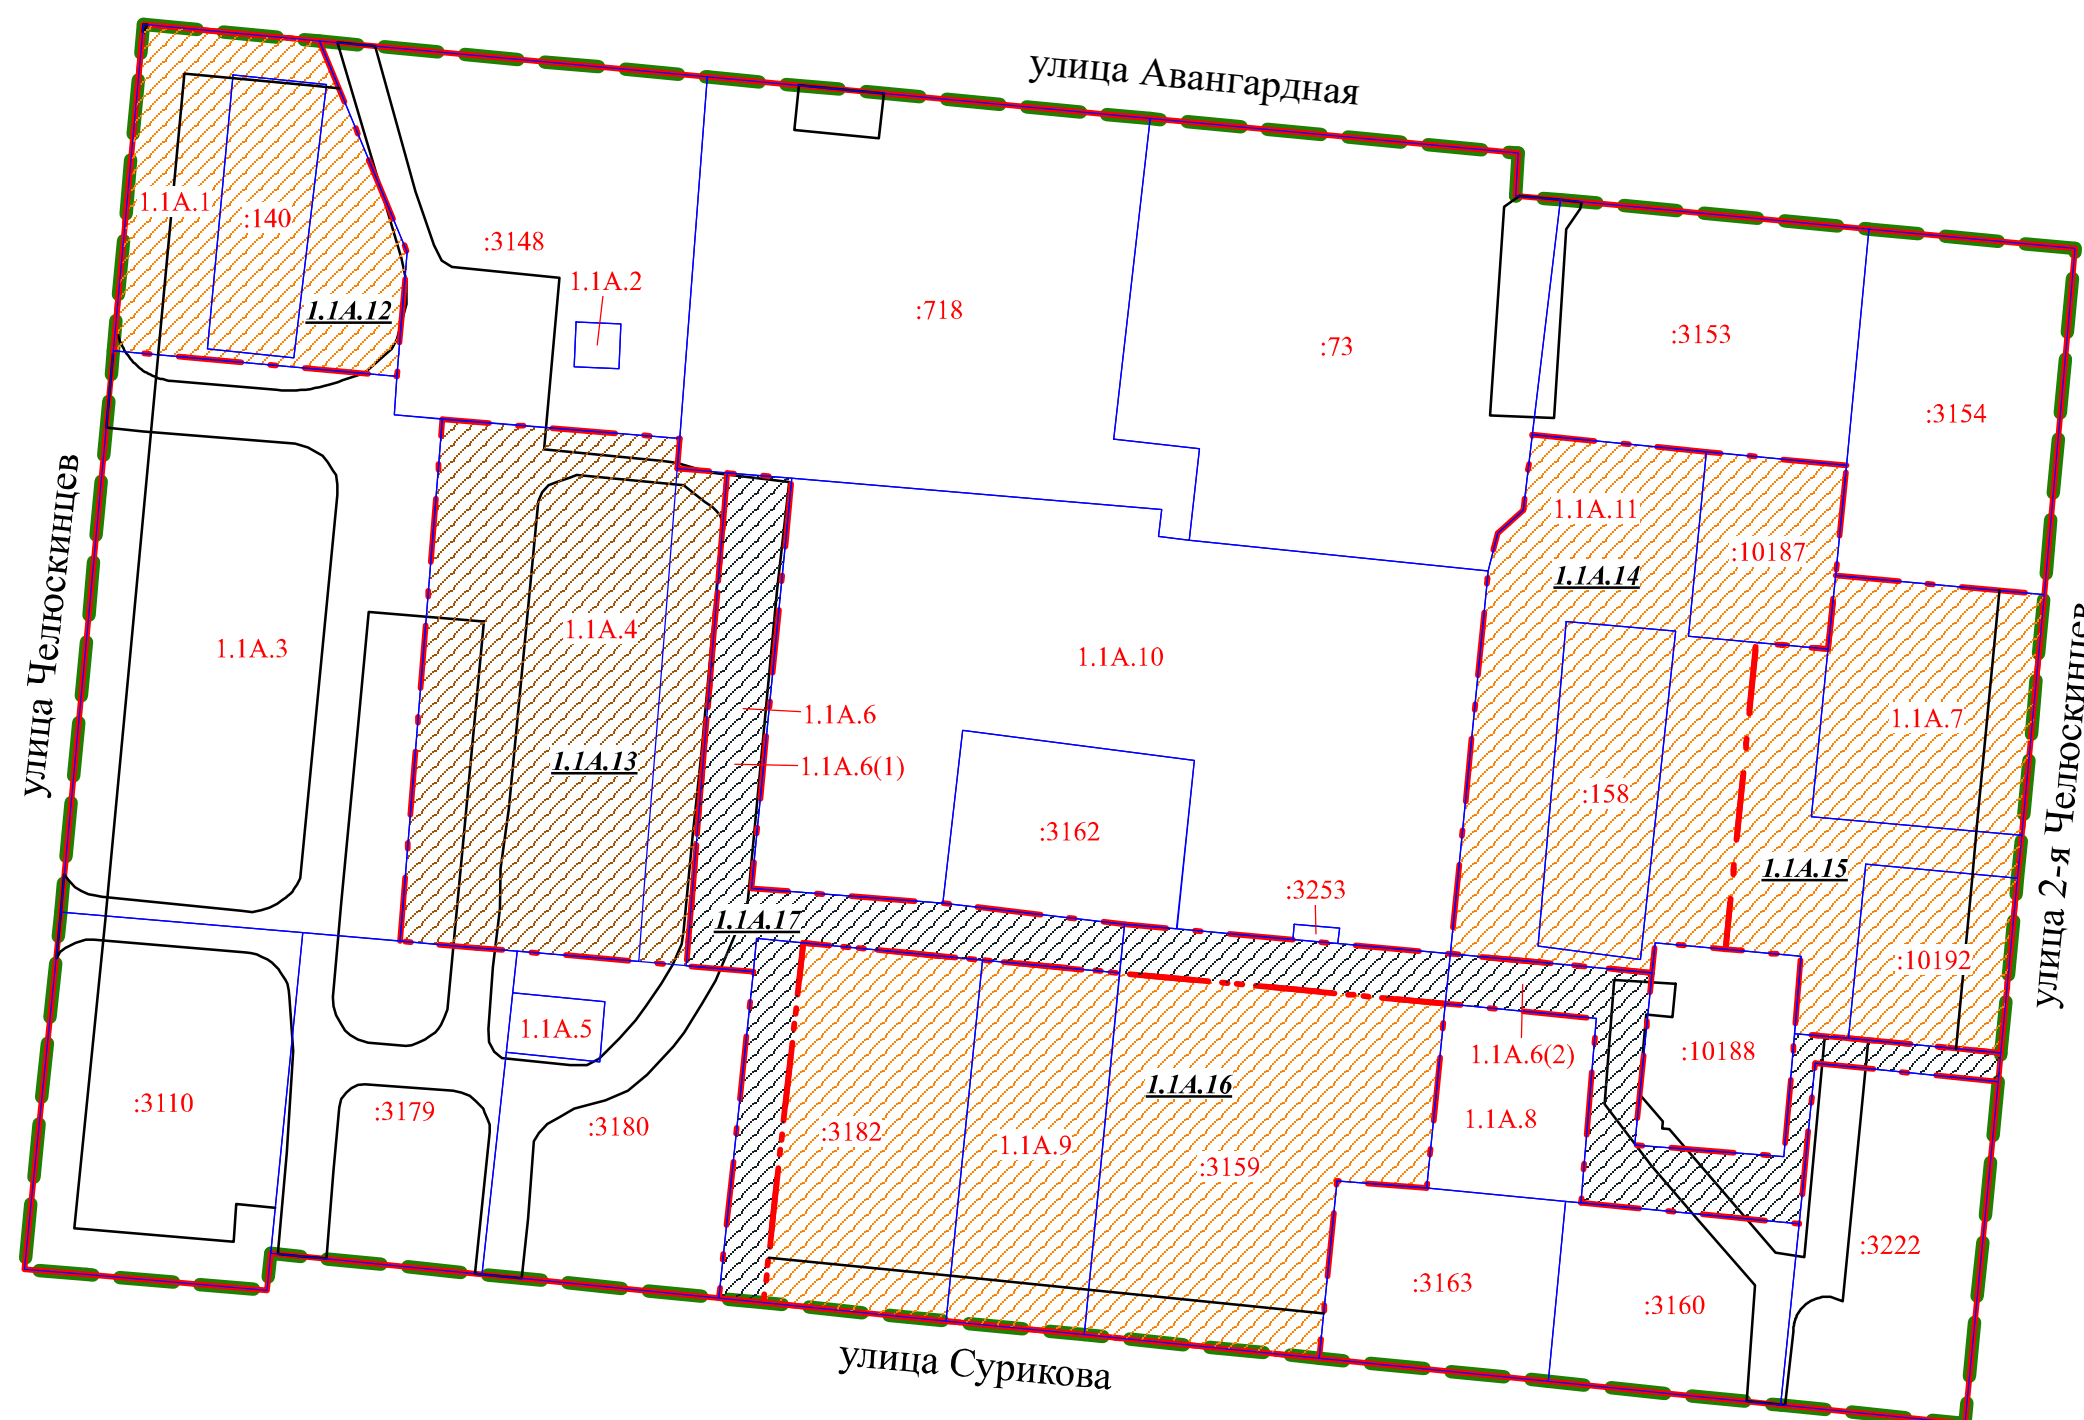 улица Авангардная
1.1А.1
:140
:3148
1.1А.2
1.1А.12
:718
:73
:3153
:3154
улица Челюскинцев
1.1А.3
1.1А.4
1.1А.13
1.1А.6
1.1А.6(1)
1.1А.10
1.1А.11
:10187
1.1А.14
1.1А.7
:158
:3162
:3253
1.1А.15
1.1А.17
:10192
улица 2-я Челюскинцев
1.1А.5
1.1А.6(2)
:10188
1.1А.16
:3110
:3179
:3180
:3182
1.1А.9
:3159
1.1А.8
:3222
:3163
:3160
улица Сурикова